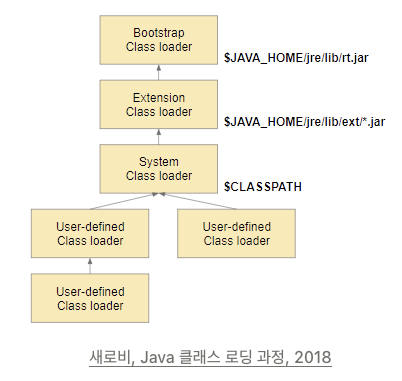 Bootstrap
Class loader
$JAVA_HOME/jre/lib/rt.jar
Extension
Class loader
$JAVA_HOME/jre/lib/ext/*.jar
System
Class loader
$CLASSPATH
User-defined
Class loader
User-defined
Class loader
User-defined
Class loader
새로비, Java 클래스 로딩 과정, 2018